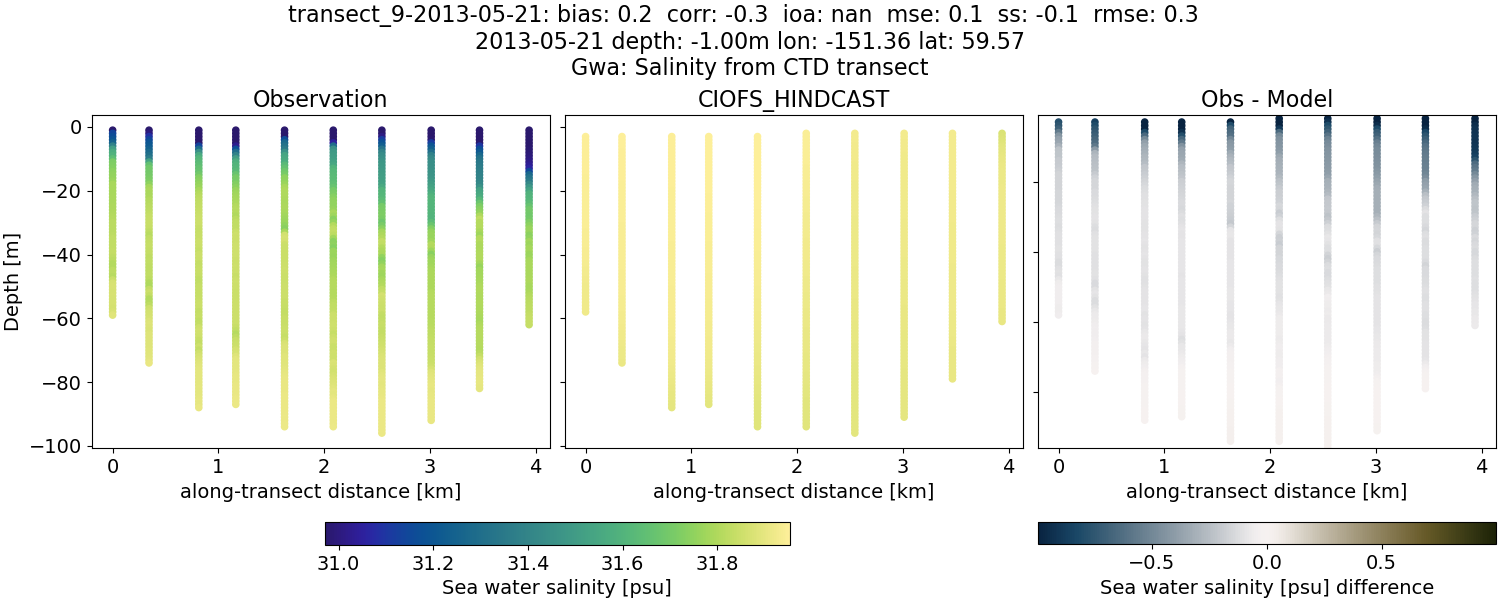 transect_9-2013-05-21: bias: 0.2  corr: -0.3  ioa: nan  mse: 0.1  ss: -0.1  rmse: 0.3
2013-05-21 depth: -1.00m lon: -151.36 lat: 59.57
Gwa: Salinity from CTD transect
Observation
CIOFS_HINDCAST
Obs - Model
Depth [m]
0
−20
−40
−60
−80
−100
0 1 2 3 4
0 1 2 3 4
0 1 2 3 4
along-transect distance [km]
along-transect distance [km]
along-transect distance [km]
31.0 31.2 31.4 31.6 31.8
Sea water salinity [psu]
−0.5 0.0 0.5
Sea water salinity [psu] difference